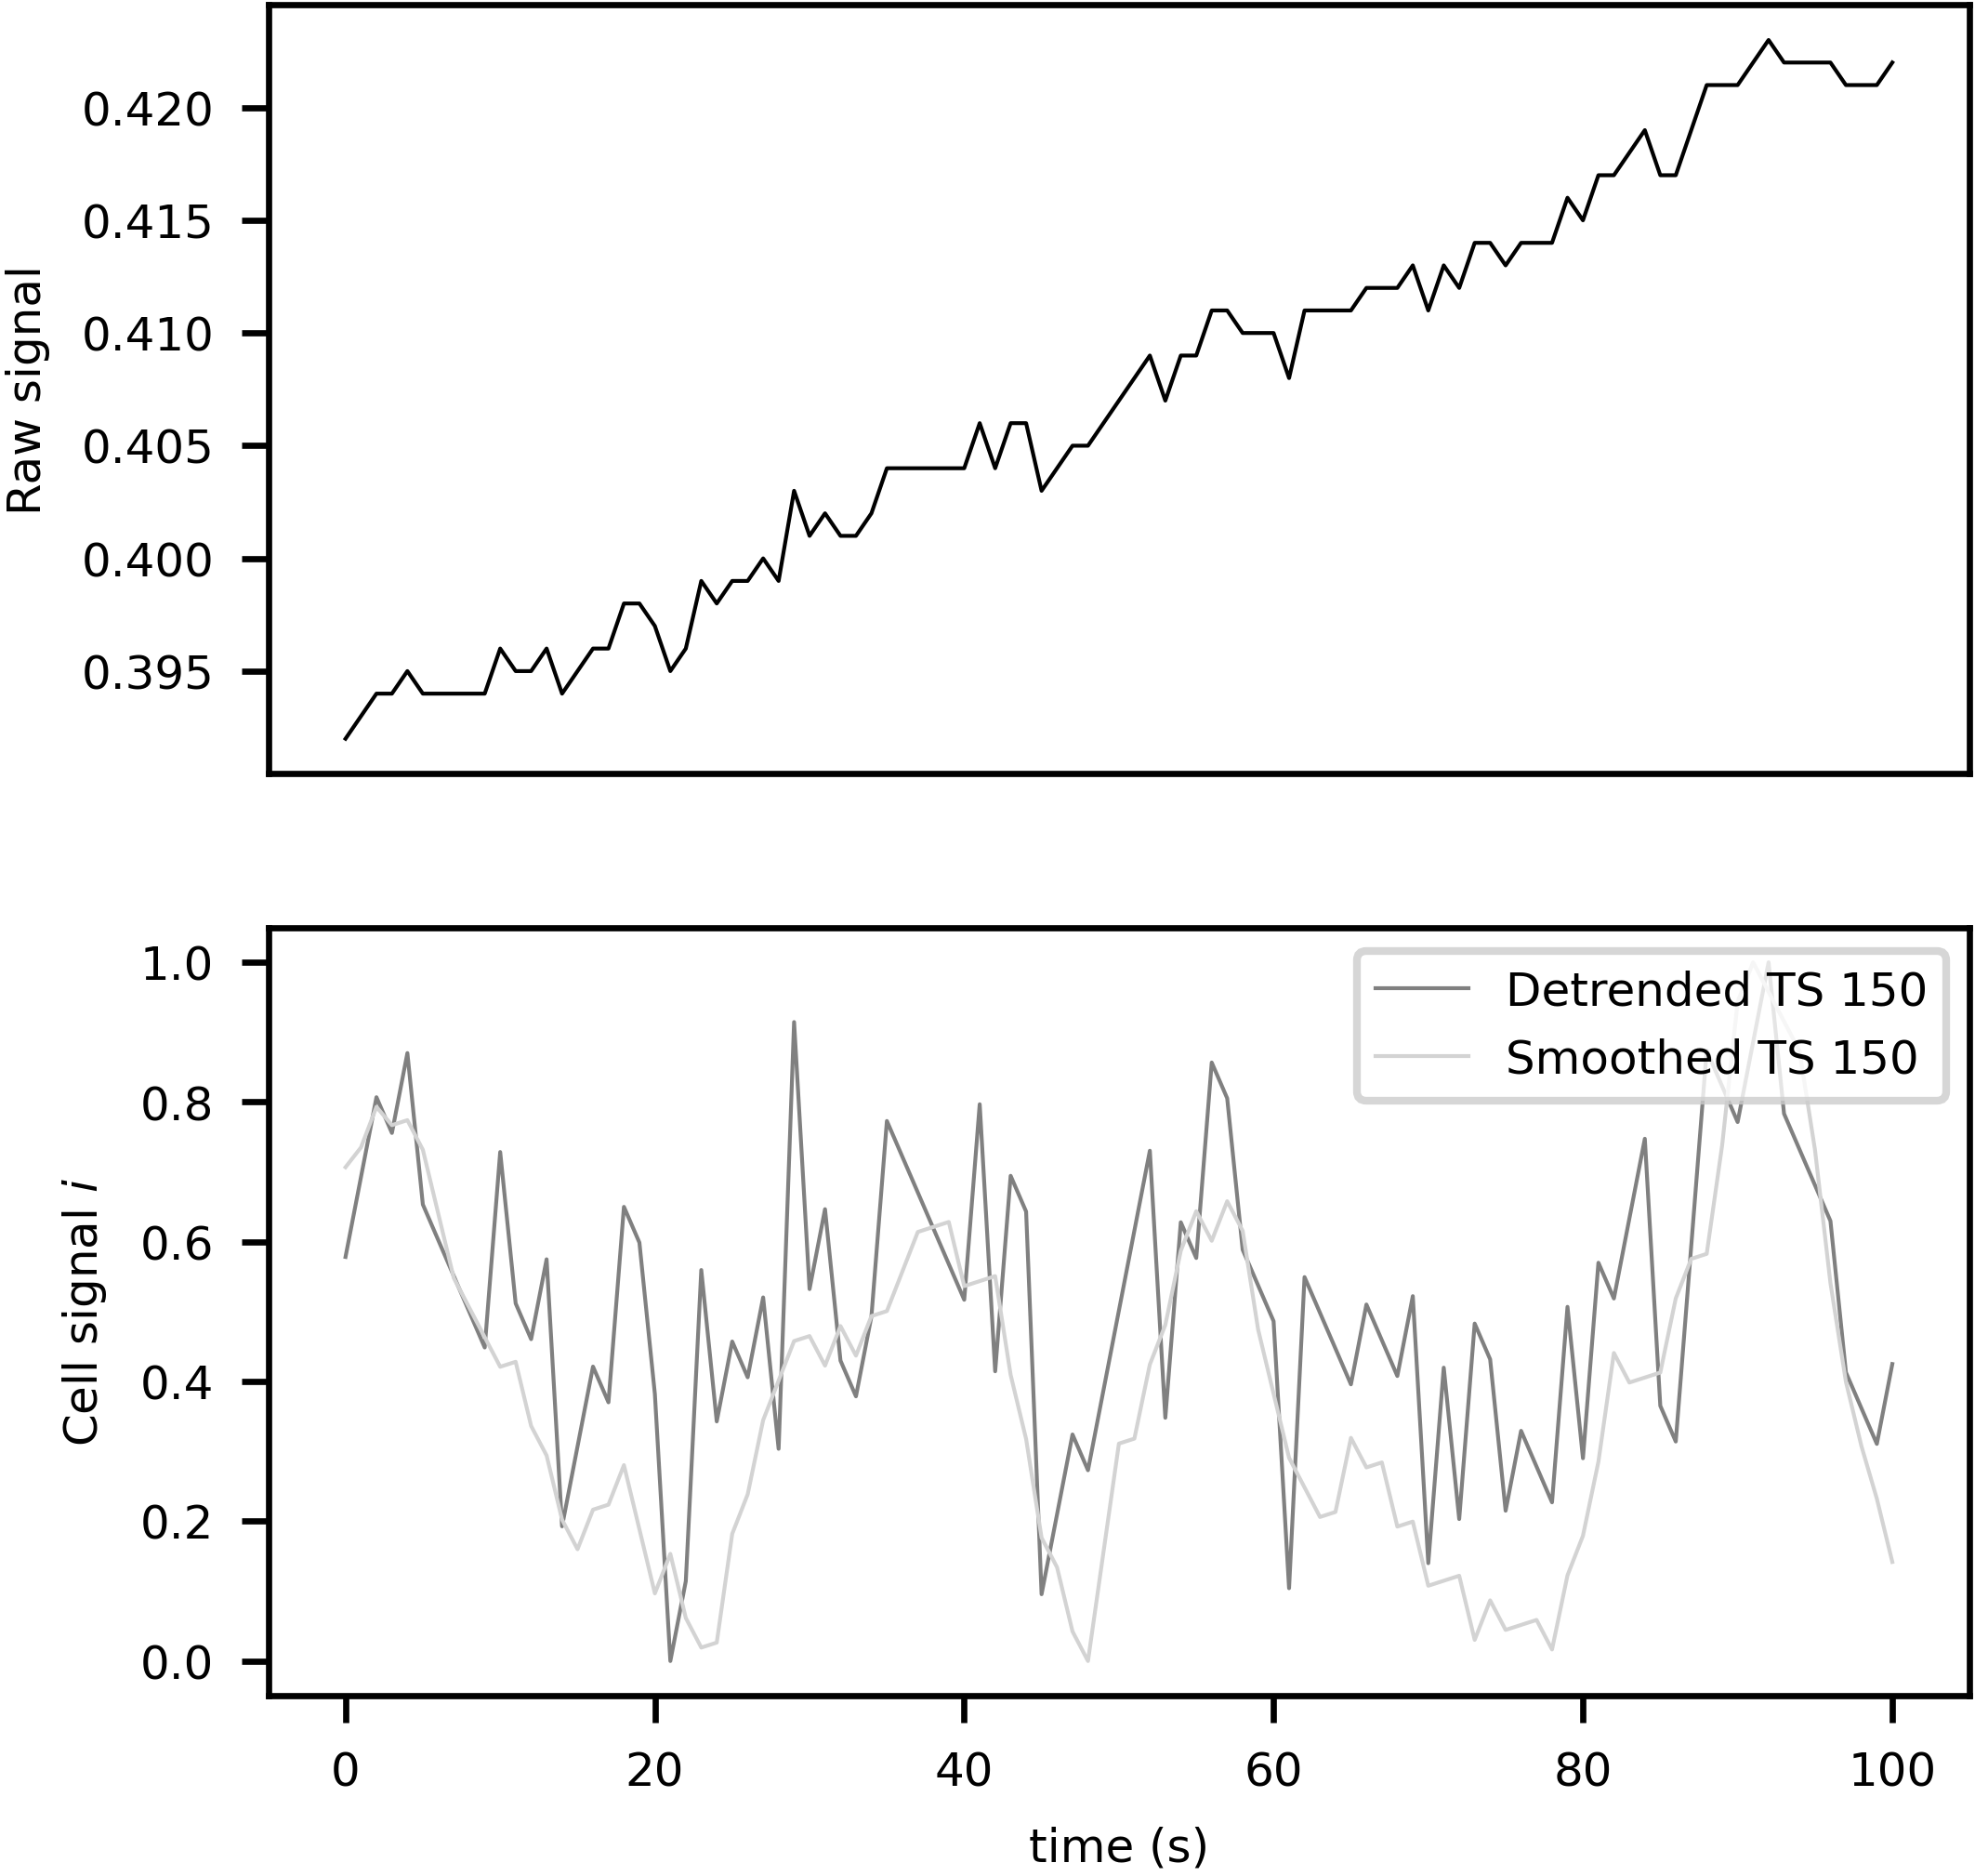 Raw signal
0.420
0.415
0.410
0.405
0.400
0.395
Cell signal i
1.0
0.8
0.6
0.4
0.2
0.0
Detrended TS 150
Smoothed TS 150
0 20 40 60 80 100
time (s)